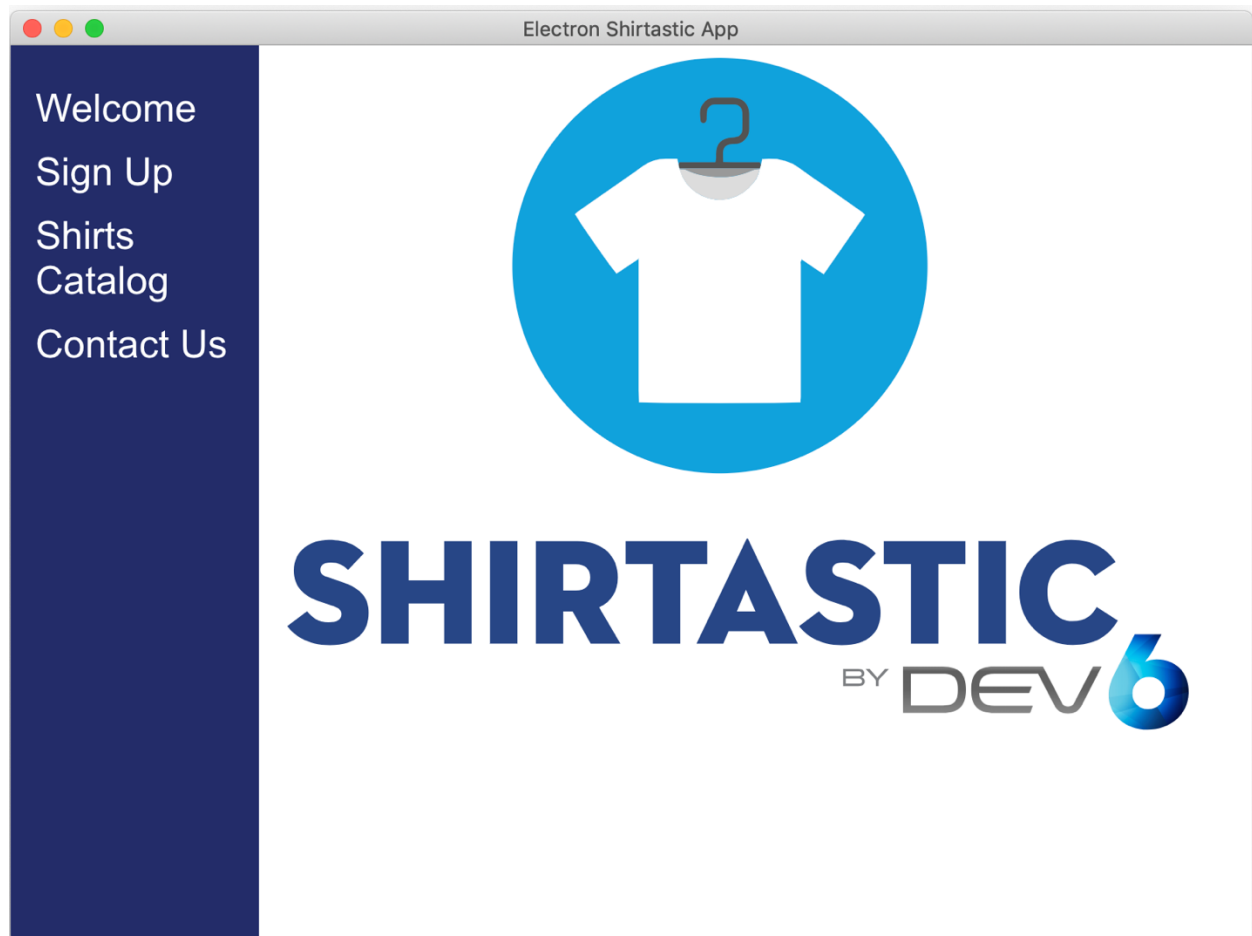 Electron Shirtastic App
Welcome
Sign Up
Shirts
Catalog
Contact Us
SHIRTASTIC
BY DEV6